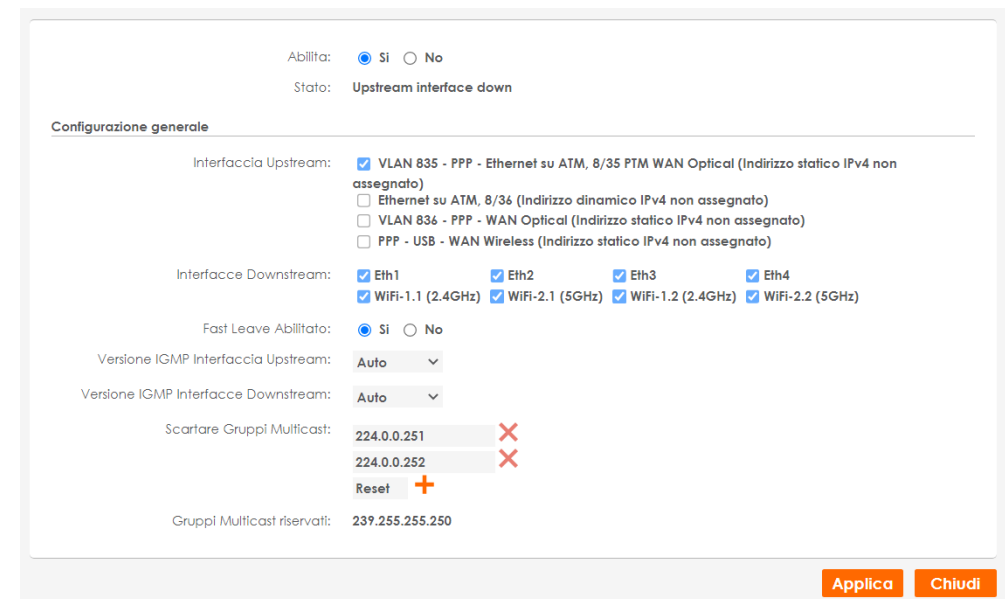 Abilita: Si No
Stato: Upstream interface down
Configurazione generale
Interfaccia Upstream: VLAN 835 - PPP - Ethernet su ATM, 8/35 PTM WAN Optical (Indirizzo statico IPv4 non
assegnato)
Ethernet su ATM, 8/36 (Indirizzo dinamico IPv4 non assegnato)
VLAN 836 - PPP - WAN Optical (Indirizzo statico IPv4 non assegnato)
PPP - USB - WAN Wireless (Indirizzo statico IPv4 non assegnato)
Interfacce Downstream: Eth1 Eth2 Eth3 Eth4
WiFi-1.1 (2.4GHz) WiFi-2.1 (5GHz) WiFi-1.2 (2.4GHz) WiFi-2.2 (5GHz)
Fast Leave Abilitato: Si No
Versione IGMP Interfaccia Upstream: Auto
Versione IGMP Interfacce Downstream: Auto
Scartare Gruppi Multicast: 224.0.0.251
224.0.0.252
Reset
Gruppi Multicast riservati: 239.255.255.250
Applica Chiudi